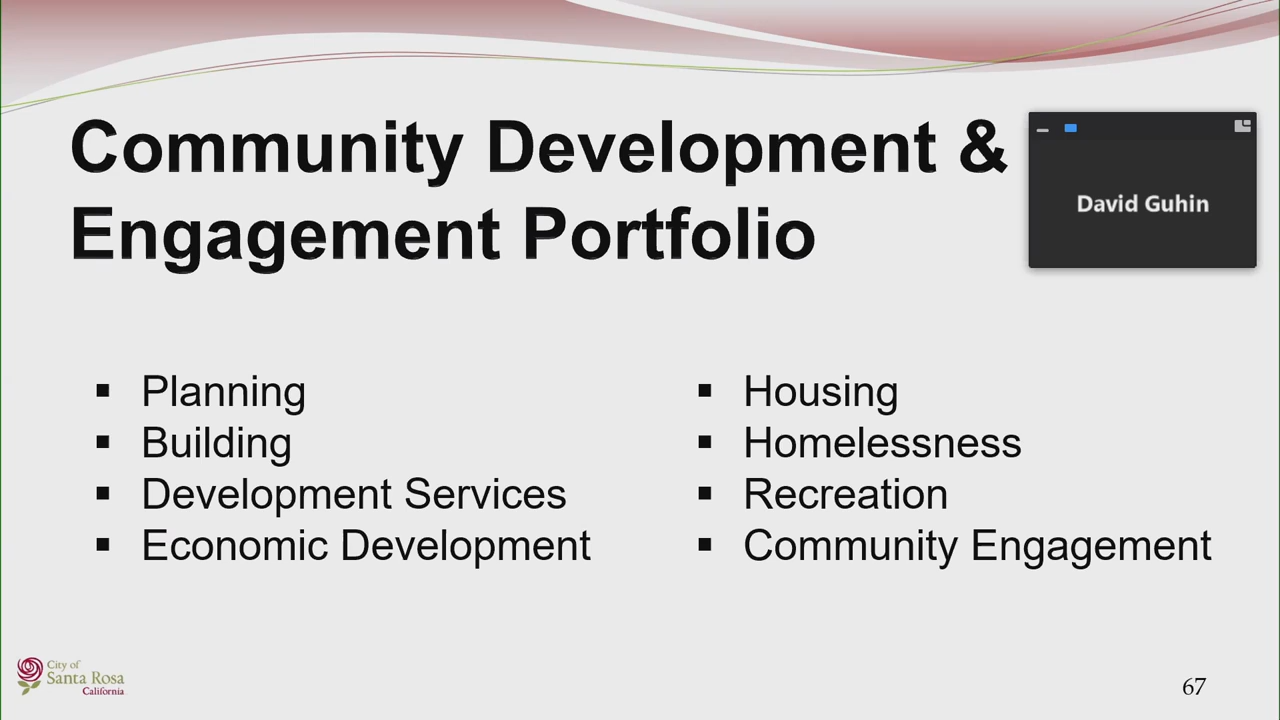 Community Development &
Engagement Portfolio
David Guhin
▪ Planning
▪ Building
▪ Development Services
▪ Economic Development
▪ Housing
▪ Homelessness
▪ Recreation
▪ Community Engagement
City of
Santa Rosa
California
67